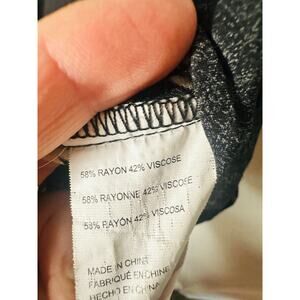 58% RAYON 42% VISCOSE
58% RAYONNE 42% VISCOSE
58% RAYÓN 42% VISCOSA
MADE IN CHINA
FABRIQUÉ EN CHINE
HECHO EN CHINA